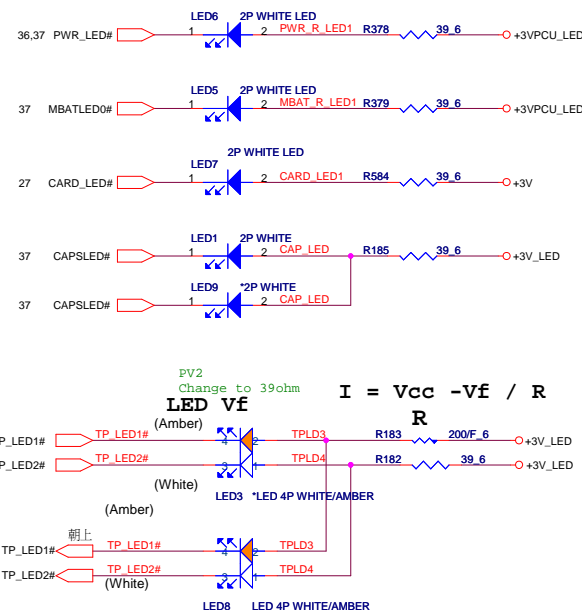 LED6 2P WHITE LED
36,37 PWR_LED# 1 2 PWR_R_LED1 R378 39_6 +3VPCU_LED
LED5 2P WHITE LED
37 MBATLED0# 1 2 MBAT_R_LED1 R379 39_6 +3VPCU_LED
2P WHITE LED
LED7
27 CARD_LED# 1 2 CARD_LED1 R584 39_6 +3V
LED1 2P WHITE
37 CAPSLED# 1 2 CAP_LED R185 39_6 +3V_LED
LED9 *2P WHITE
37 CAPSLED# 1 2 CAP_LED
PV2
Change to 39ohm
LED Vf I = Vcc -Vf / R
(Amber) R
P_LED1# TP_LED1# 4 2 TPLD3 R183 200/F_6 +3V_LED
P_LED2# TP_LED2# 3 1 TPLD4 R182 39_6 +3V_LED
(White)
LED3 *LED 4P WHITE/AMBER
(Amber)
朝上
TP_LED1# TP_LED1# 4 2 TPLD3
TP_LED2# TP_LED2# 3 1 TPLD4
(White)
LED8 LED 4P WHITE/AMBER